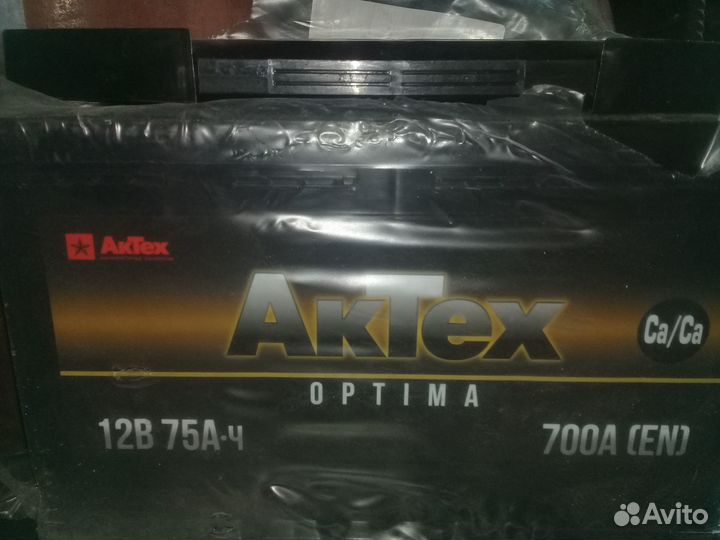 АкТех
АкТех
Ca/Ca
OPTIMA
12В 75А·ч
700А (EN)
Avito